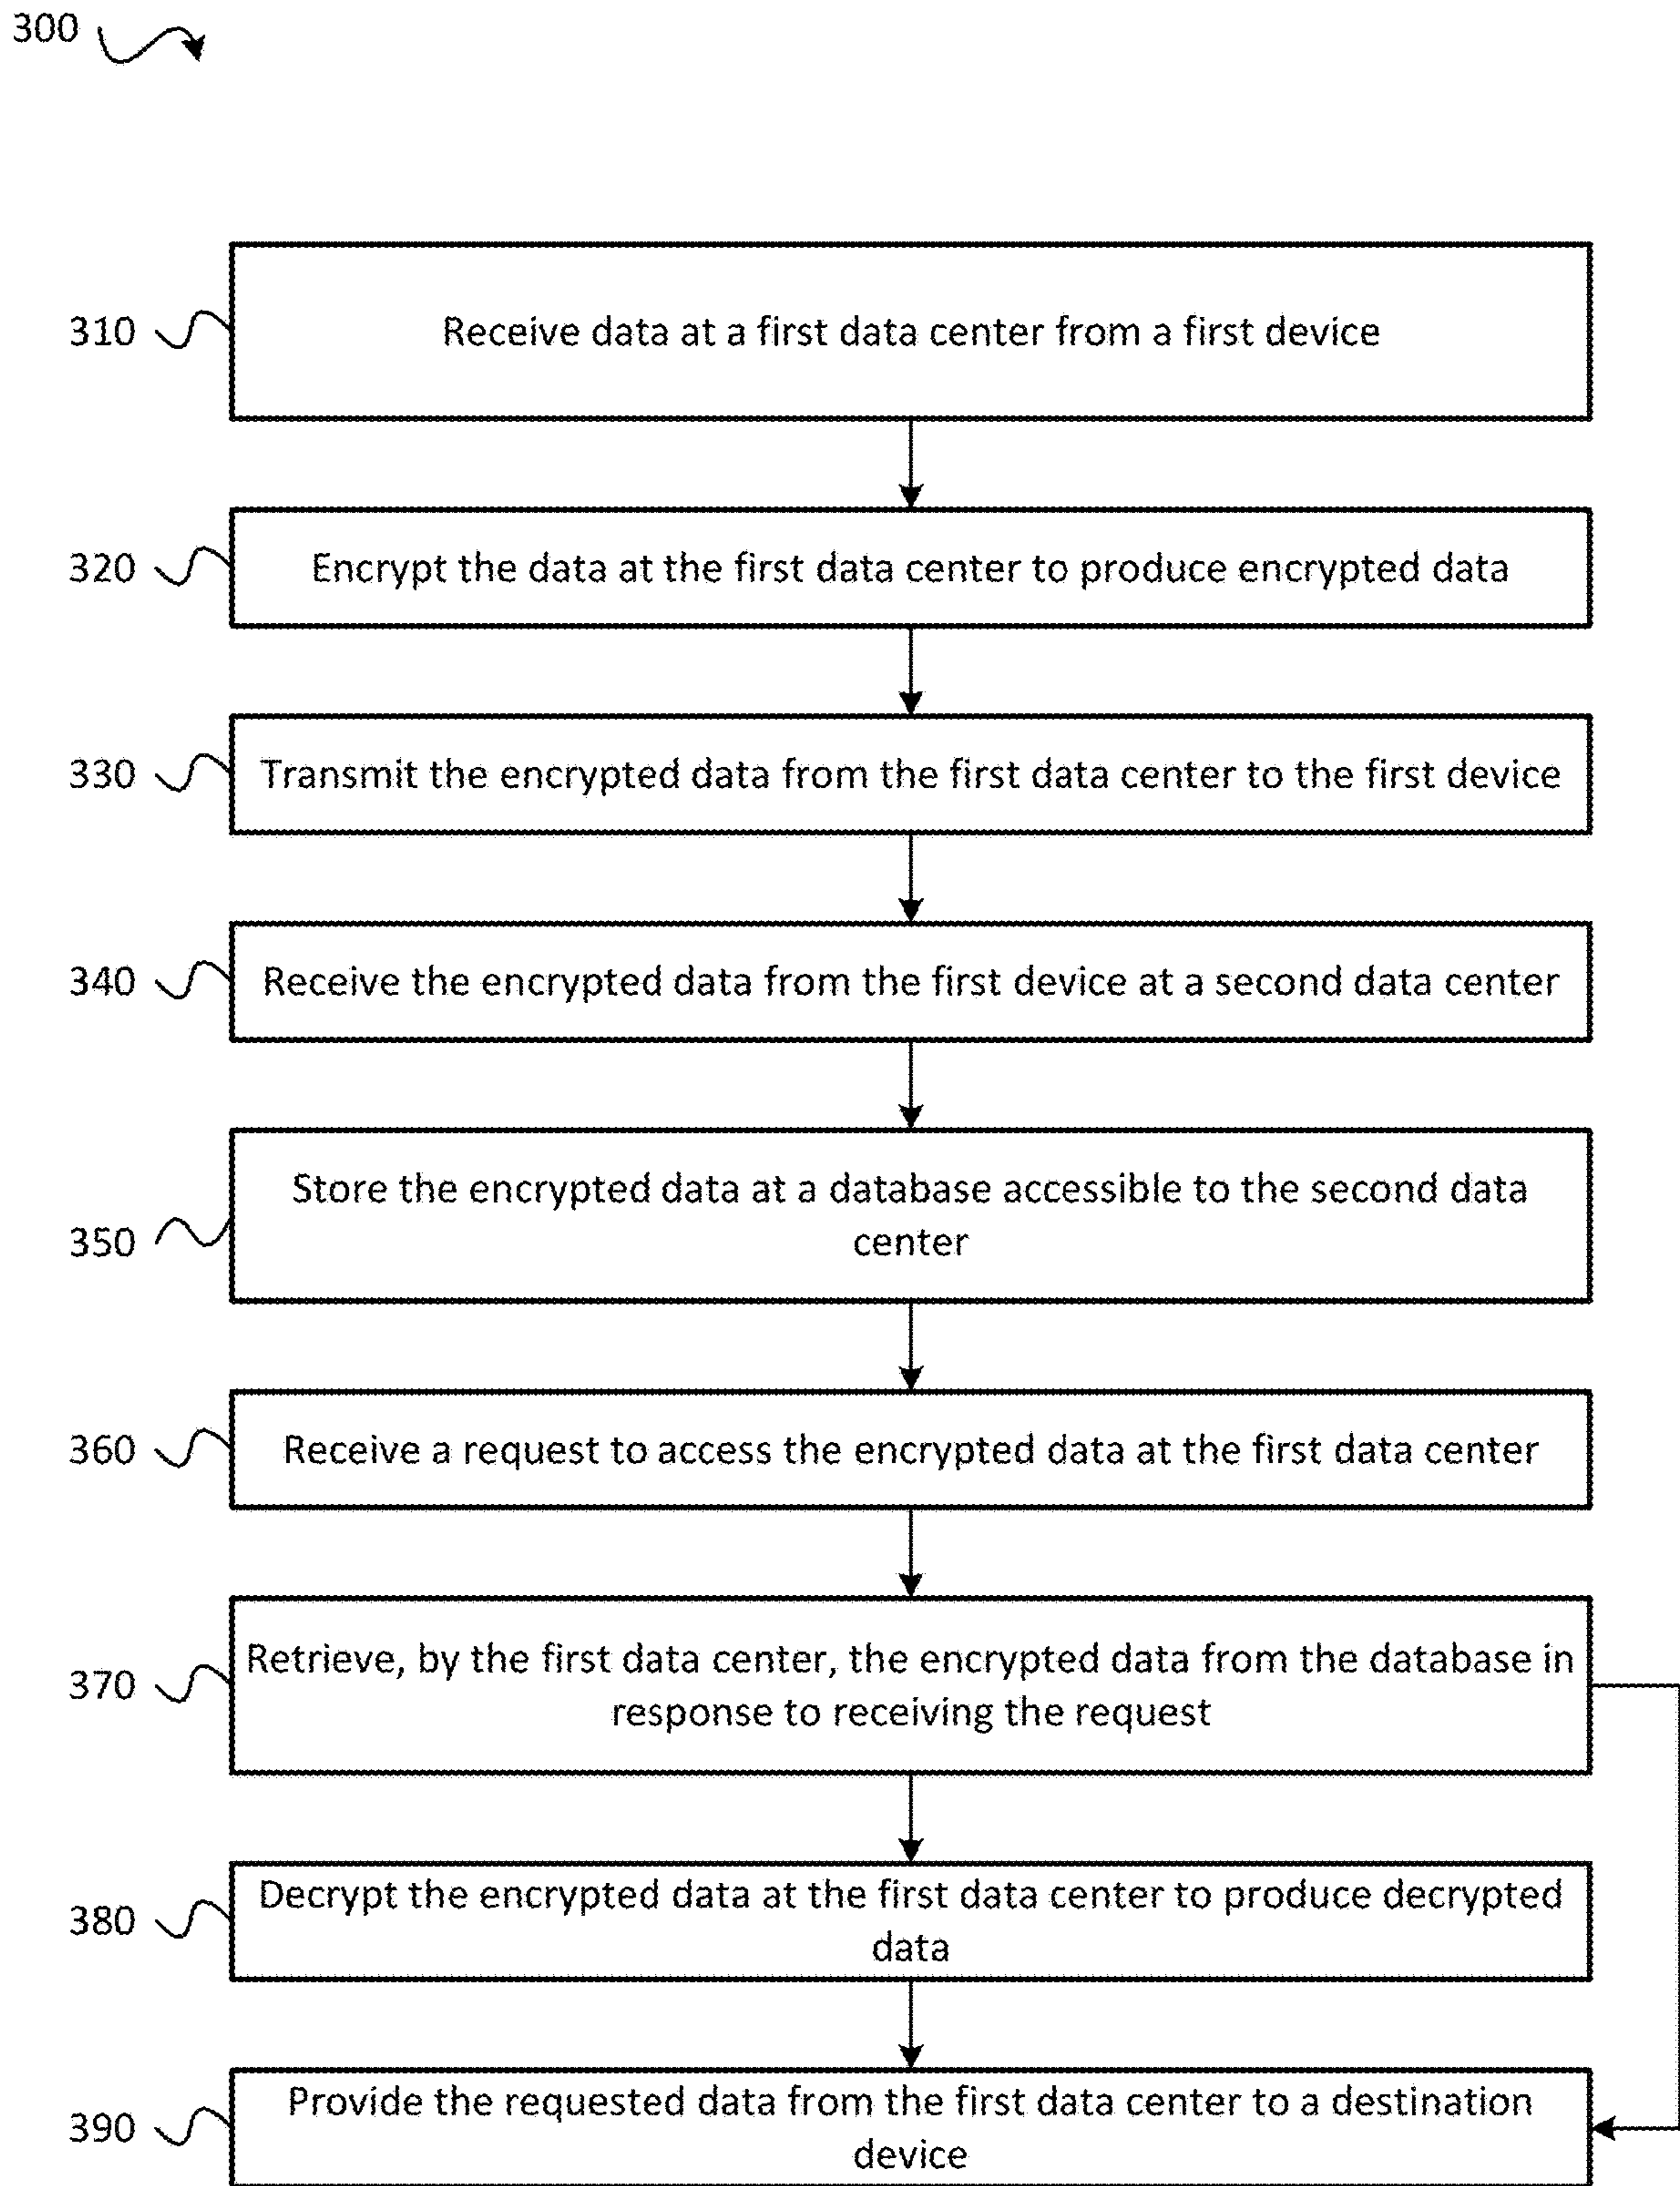 300
310
Receive data at a first data center from a first device
320
Encrypt the data at the first data center to produce encrypted data
330
Transmit the encrypted data from the first data center to the first device
340
Receive the encrypted data from the first device at a second data center
350
Store the encrypted data at a database accessible to the second data
center
360
Receive a request to access the encrypted data at the first data center
370
Retrieve, by the first data center, the encrypted data from the database in
response to receiving the request
380
Decrypt the encrypted data at the first data center to produce decrypted
data
390
Provide the requested data from the first data center to a destination
device